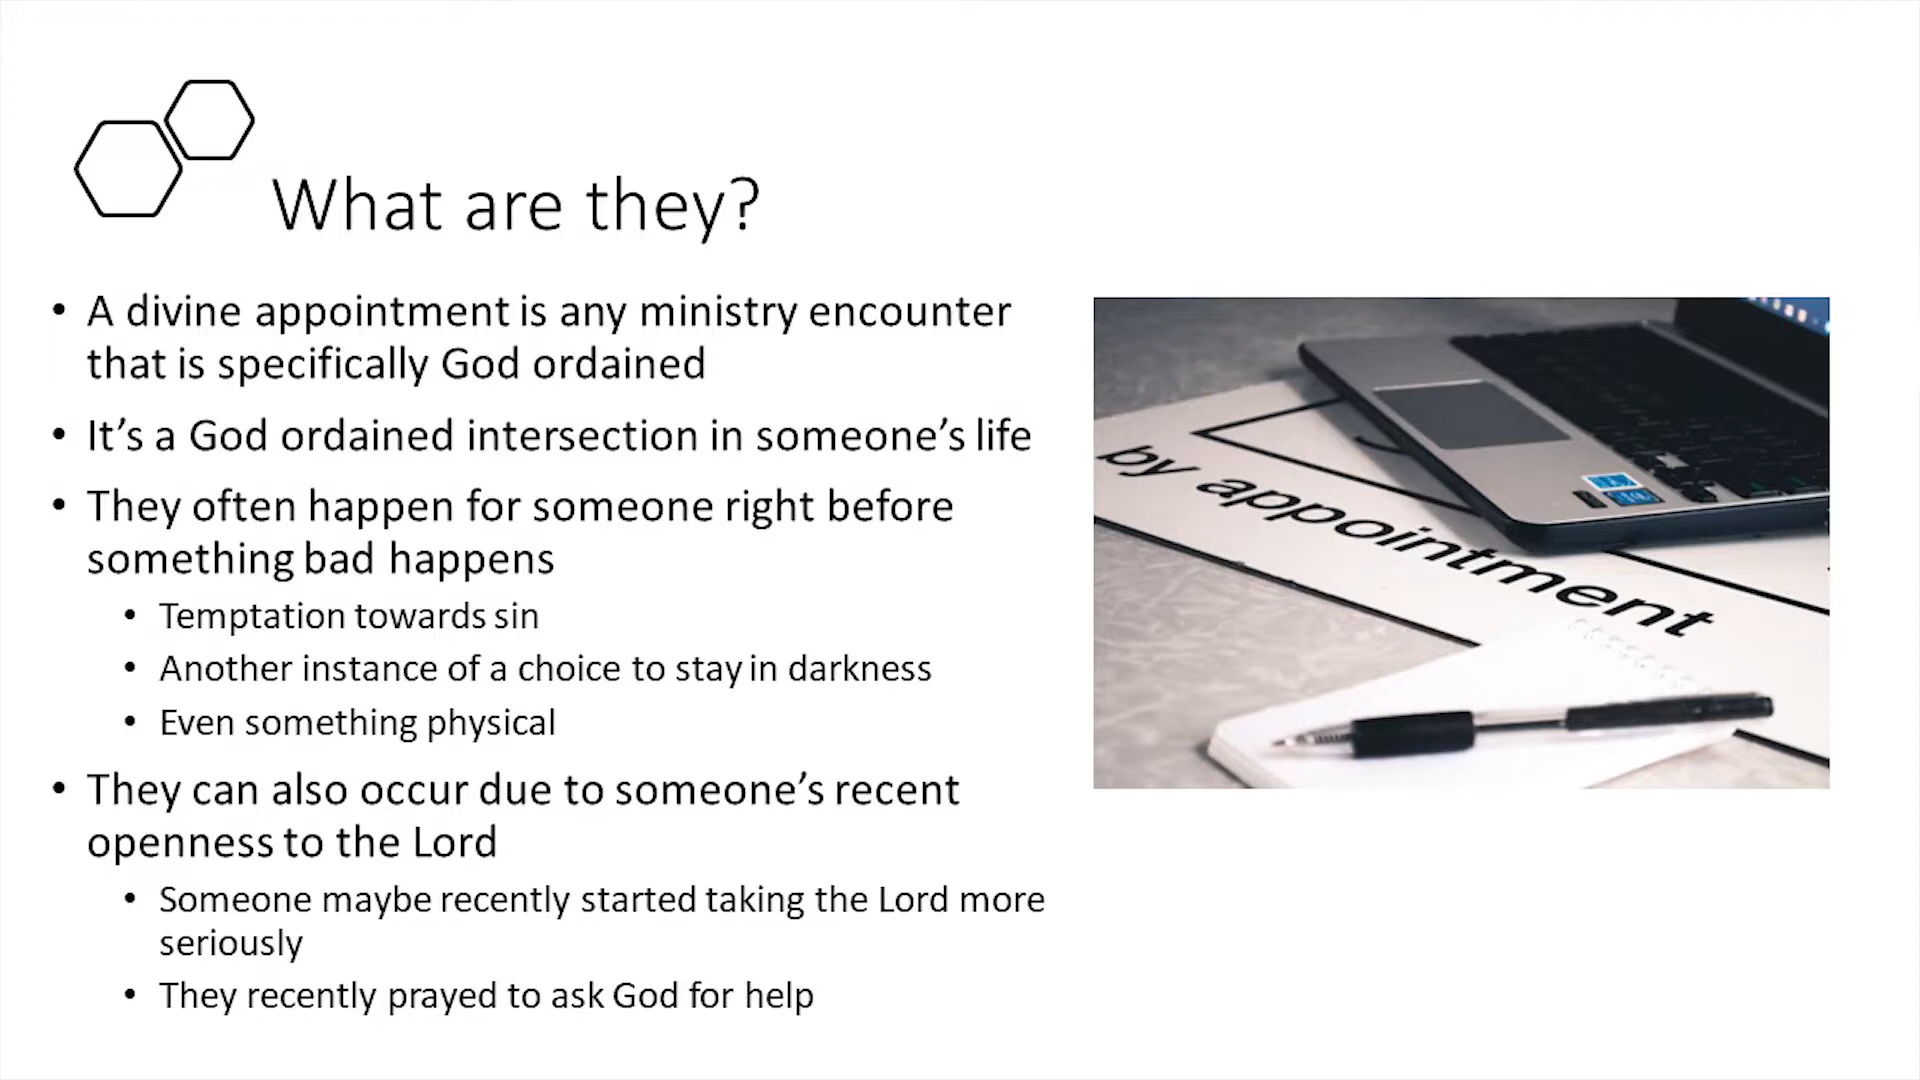 What are they?
• A divine appointment is any ministry encounter
that is specifically God ordained
• It’s a God ordained intersection in someone’s life
• They often happen for someone right before
something bad happens
• Temptation towards sin
• Another instance of a choice to stay in darkness
• Even something physical
• They can also occur due to someone’s recent
openness to the Lord
• Someone maybe recently started taking the Lord more
seriously
• They recently prayed to ask God for help
by appointment